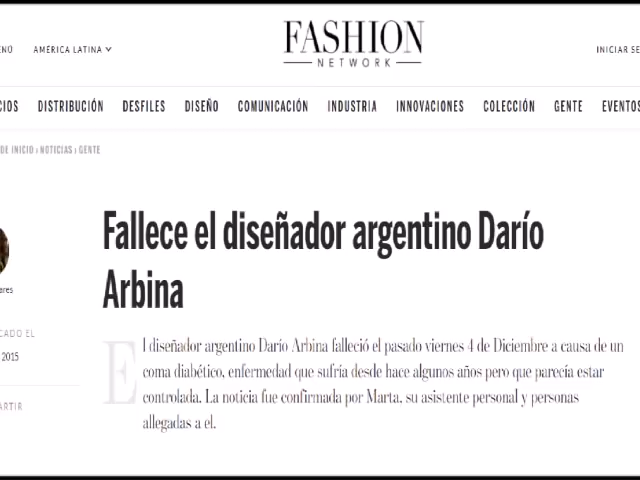 FASHION
NETWORK
AMÉRICA LATINA
INICIAR
DISTRIBUCIÓN DESFILES DISEÑO COMUNICACIÓN INDUSTRIA INNOVACIONES COLECCIÓN GENTE EVENTOS
DE INICIO › NOTICIAS › GENTE
Fallece el diseñador argentino Darío
Arbina
El diseñador argentino Darío Arbina falleció el pasado viernes 4 de Diciembre a causa de un
coma diabético, enfermedad que sufría desde hace algunos años pero que parecía estar
controlada. La noticia fue confirmada por Marta, su asistente personal y personas
allegadas a el.
EL
2015